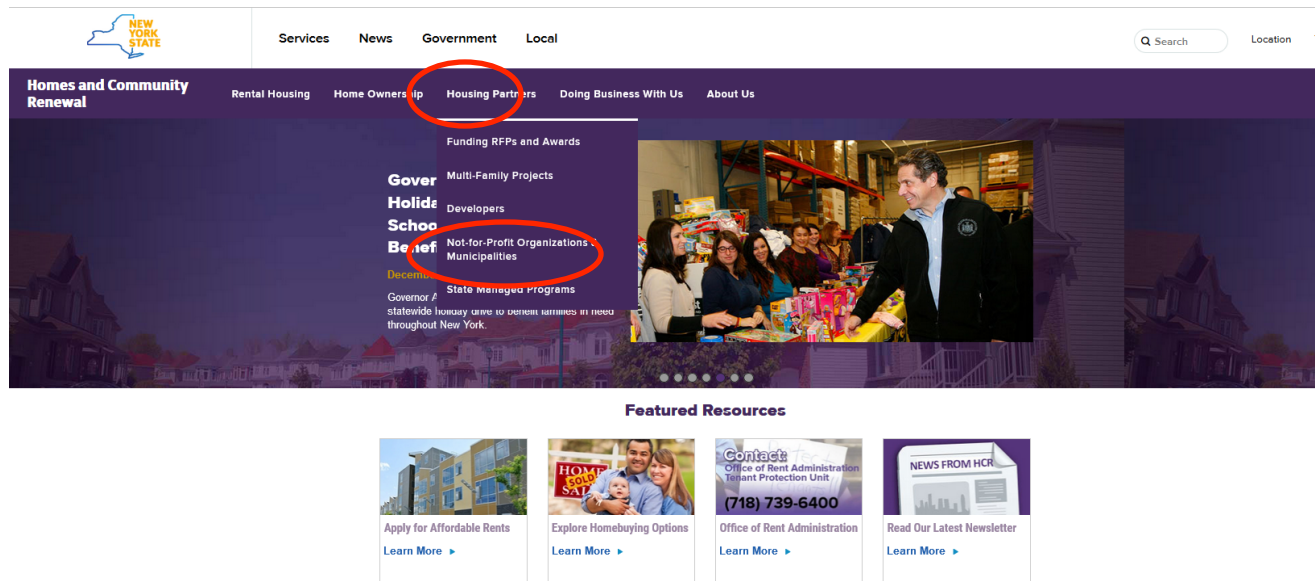 NEW
YORK
STATE
Services News Government Local
Search
Location
Homes and Community
Renewal
Rental Housing Home Ownership Housing Partners Doing Business With Us About Us
Funding RFPs and Awards
Multi-Family Projects
Developers
Not-for-Profit Organizations &
Municipalities
State Managed Programs
Gover
Holida
Schoo
Benef
Decemb
Governor A
statewide holiday drive to benefit families in need
throughout New York.
Featured Resources
HOME
SOLD
SALE
Contact:
Office of Rent Administration
Tenant Protection Unit
(718) 739-6400
NEWS FROM HCR
Apply for Affordable Rents
Learn More
Explore Homebuying Options
Learn More
Office of Rent Administration
Learn More
Read Our Latest Newsletter
Learn More